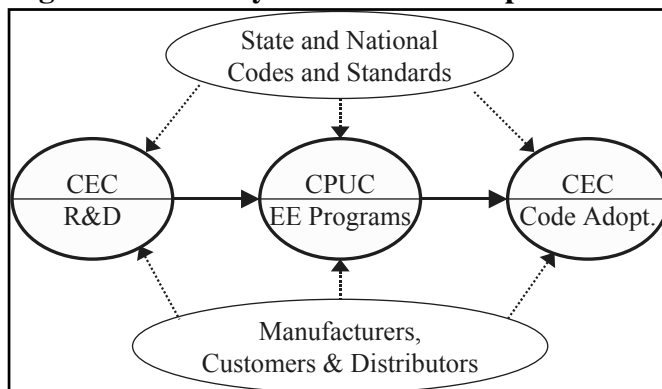 State and National
Codes and Standards
CEC
R&D
CPUC
EE Programs
CEC
Code Adopt.
Manufacturers,
Customers & Distributors